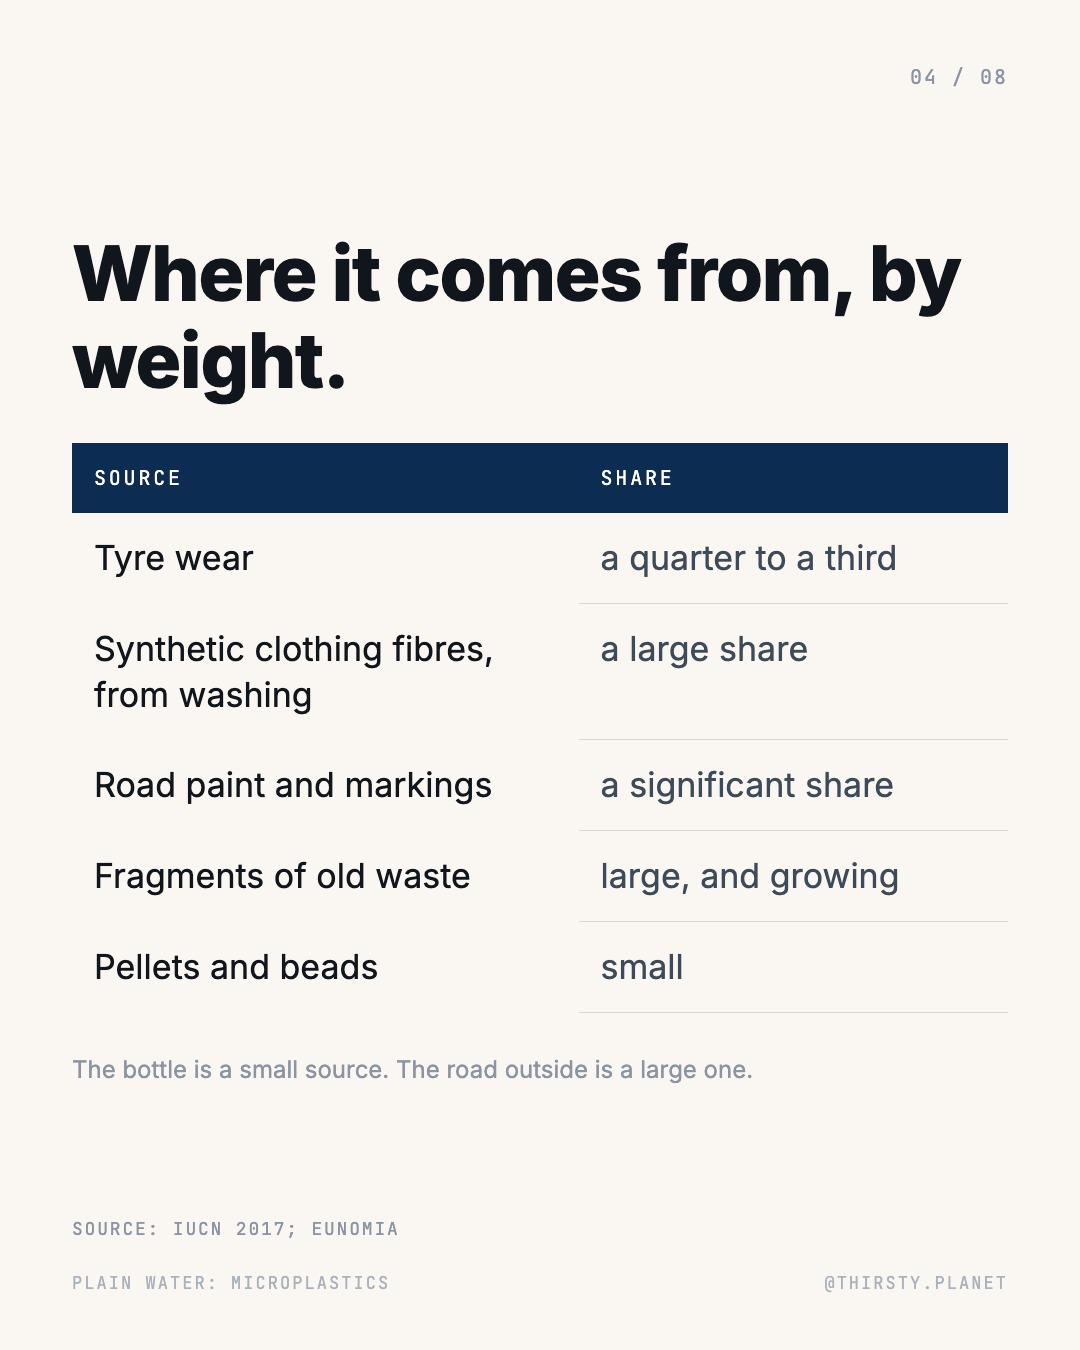 04 / 08
Where it comes from, by
weight.
SOURCE SHARE
Tyre wear a quarter to a third
Synthetic clothing fibres, a large share
from washing
Road paint and markings a significant share
Fragments of old waste large, and growing
Pellets and beads small
The bottle is a small source. The road outside is a large one.
SOURCE: IUCN 2017; EUNOMIA
PLAIN WATER: MICROPLASTICS @THIRSTY.PLANET